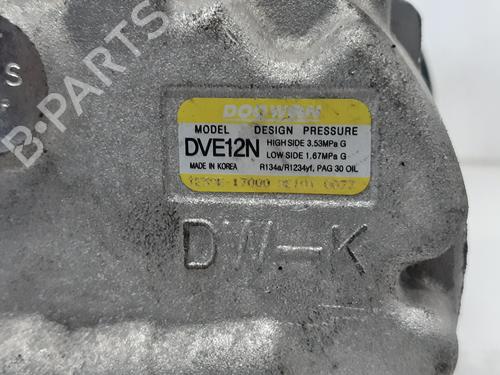 S
DOOWON
MODEL DESIGN PRESSURE
DVE12N HIGH SIDE 3.53MPa G
LOW SIDE 1.67MPa G
MADE IN KOREA R134a/R1234yf, PAG 30 OIL
DW-K
B-PARTS